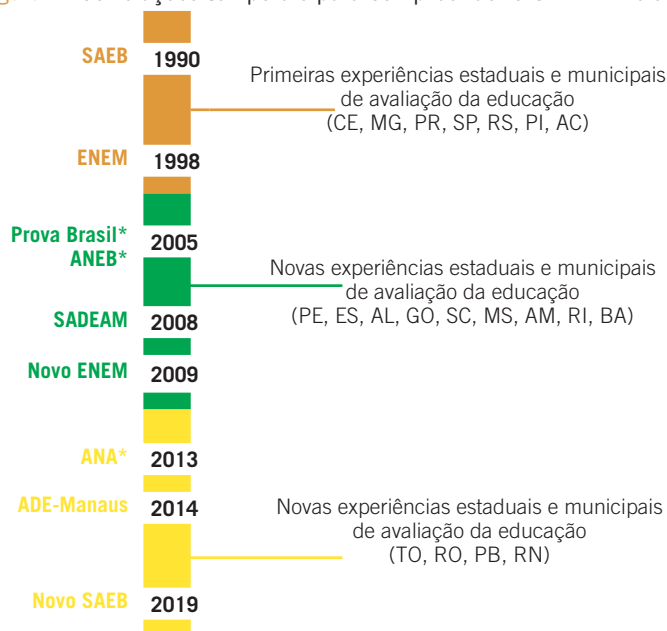 SAEB 1990
Primeiras experiências estaduais e municipais
de avaliação da educação
(CE, MG, PR, SP, RS, PI, AC)
ENEM 1998
Prova Brasil* 2005
ANEB*
Novas experiências estaduais e municipais
de avaliação da educação
(PE, ES, AL, GO, SC, MS, AM, RI, BA)
SADEAM 2008
Novo ENEM 2009
ANA* 2013
ADE-Manaus 2014
Novas experiências estaduais e municipais
de avaliação da educação
(TO, RO, PB, RN)
Novo SAEB 2019